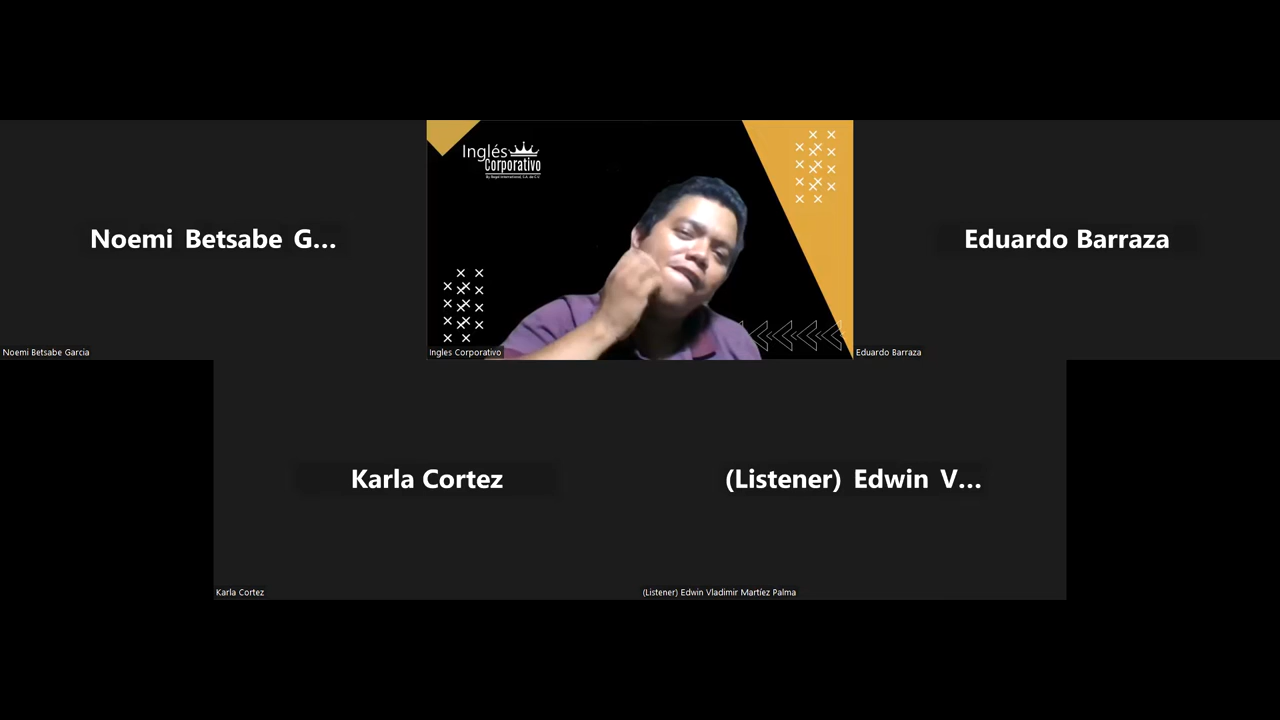 Noemi Betsabe G...
Inglés
Corporativo
Eduardo Barraza
Noemi Betsabe Garcia
Ingles Corporativo
Eduardo Barraza
Karla Cortez
(Listener) Edwin V...
Karla Cortez
(Listener) Edwin Vladimir Martíez Palma